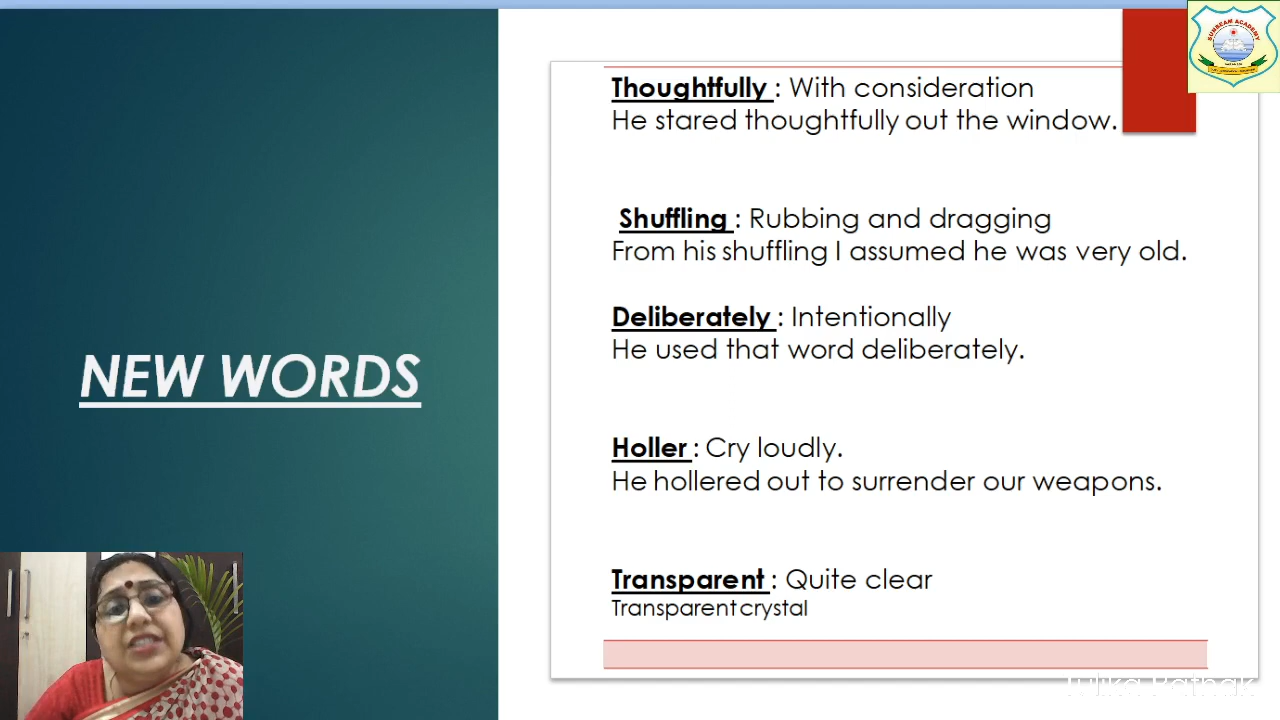 SUNBEAM ACADEMY
Thoughtfully : With consideration
He stared thoughtfully out the window.
Shuffling : Rubbing and dragging
From his shuffling I assumed he was very old.
Deliberately : Intentionally
He used that word deliberately.
NEW WORDS
Holler : Cry loudly.
He hollered out to surrender our weapons.
Transparent : Quite clear
Transparent crystal